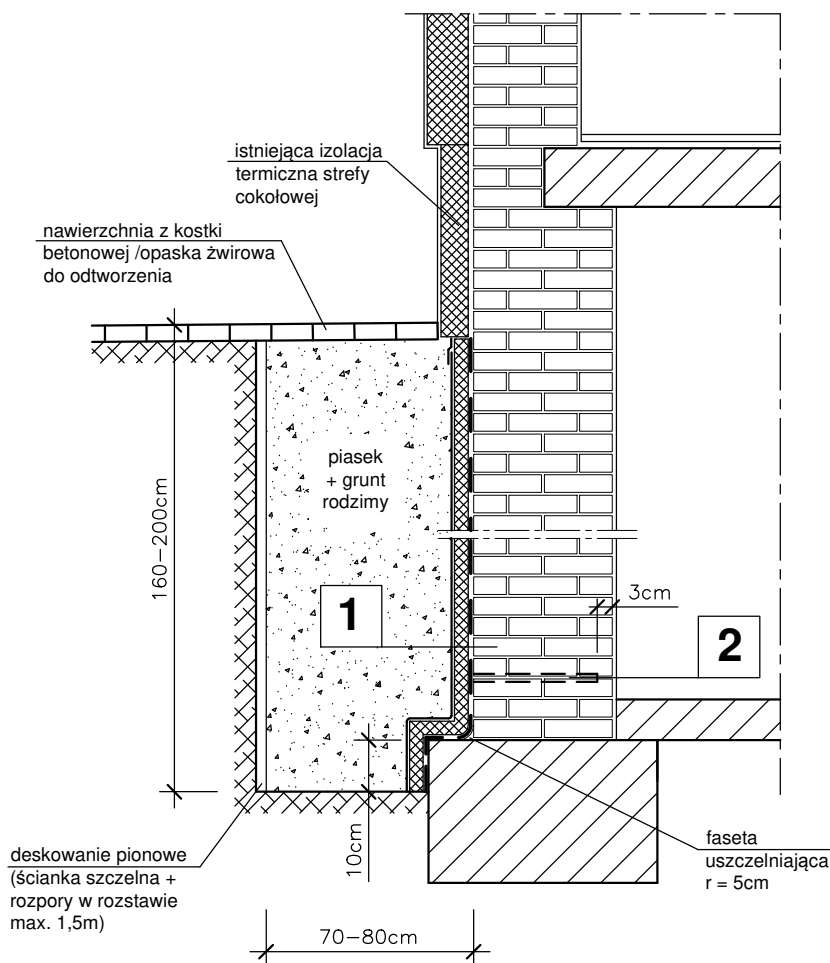 istniejąca izolacja
termiczna strefy
cokołowej
nawierzchnia z kostki
betonowej /opaska żwirowa
do odtworzenia
piasek
+ grunt
rodzimy
160-200cm
1
3cm
2
10cm
deskowanie pionowe
(ścianka szczelna +
rozpory w rozstawie
max. 1,5m)
faseta
uszczelniająca
r = 5cm
70-80cm